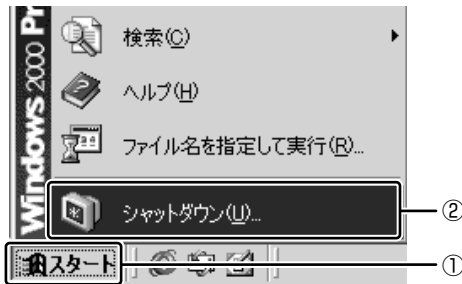 Windows 2000 Pr
検索(C)
ヘルプ(H)
ファイル名を指定して実行(R)...
シャットダウン(U)...
②
スタート
①